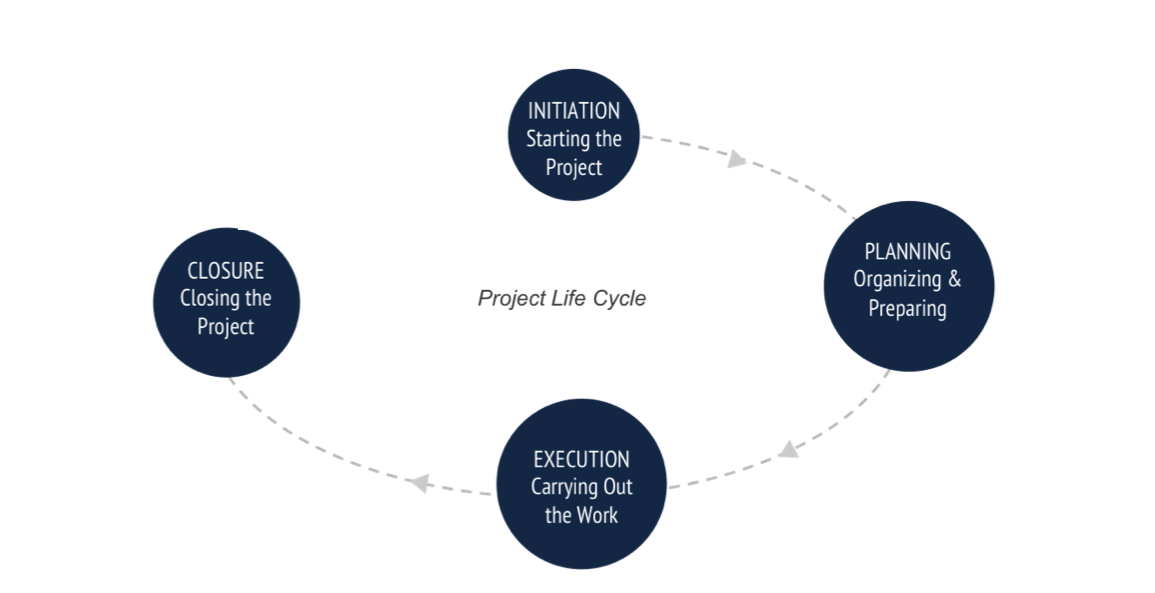 INITIATION
Starting the
Project
PLANNING
Organizing &
Preparing
CLOSURE
Closing the
Project
Project Life Cycle
EXECUTION
Carrying Out
the Work